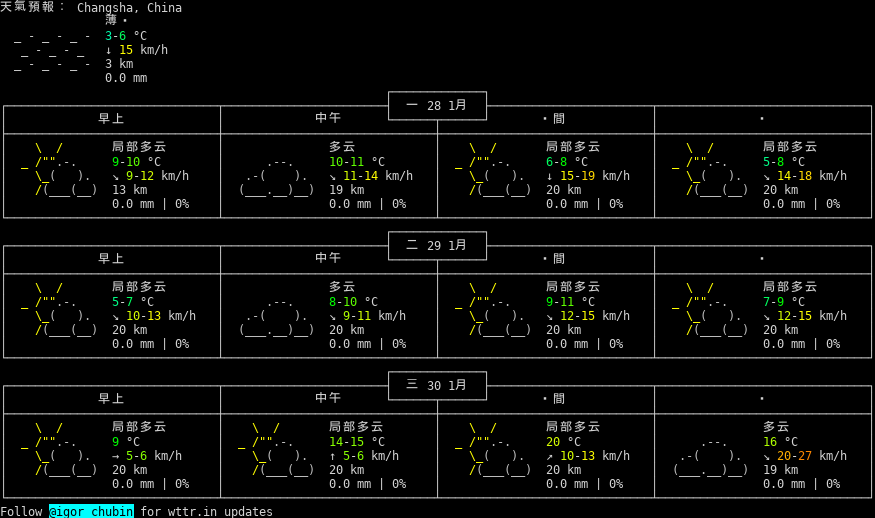 天氣預報： Changsha, China
薄
3-6 °C
↓ 15 km/h
3 km
0.0 mm
一 28 1月
早上 中午 間
局部多云 多云 局部多云 局部多云
9-10 °C 10-11 °C 6-8 °C 5-8 °C
↘ 9-12 km/h ↘ 11-14 km/h ↓ 15-19 km/h ↘ 14-18 km/h
13 km 19 km 20 km 20 km
0.0 mm | 0% 0.0 mm | 0% 0.0 mm | 0% 0.0 mm | 0%
二 29 1月
早上 中午 間
局部多云 多云 局部多云 局部多云
5-7 °C 8-10 °C 9-11 °C 7-9 °C
↘ 10-13 km/h ↘ 9-11 km/h ↘ 12-15 km/h ↘ 12-15 km/h
20 km 20 km 20 km 20 km
0.0 mm | 0% 0.0 mm | 0% 0.0 mm | 0% 0.0 mm | 0%
三 30 1月
早上 中午 間
局部多云 局部多云 局部多云 多云
9 °C 14-15 °C 20 °C 16 °C
→ 5-6 km/h ↑ 5-6 km/h ↗ 10-13 km/h ↘ 20-27 km/h
20 km 20 km 20 km 19 km
0.0 mm | 0% 0.0 mm | 0% 0.0 mm | 0% 0.0 mm | 0%
Follow @igor_chubin for wttr.in updates